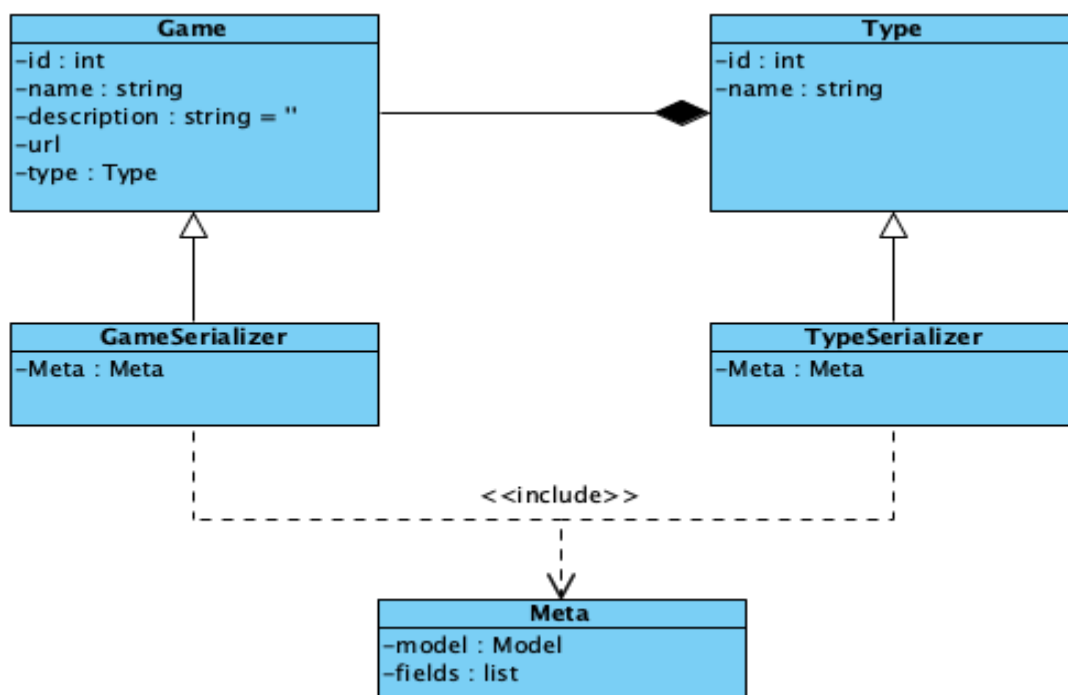 Game
-id : int
-name : string
-description : string = ''
-url
-type : Type
Type
-id : int
-name : string
GameSerializer
-Meta : Meta
TypeSerializer
-Meta : Meta
<<include>>
Meta
-model : Model
-fields : list